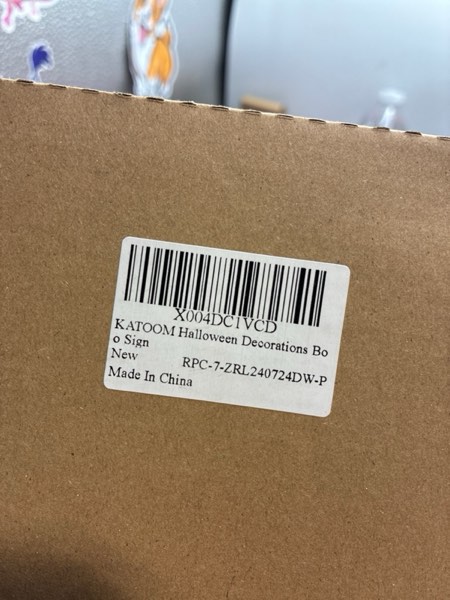 X004DC1VCD
KATOOM Halloween Decorations Bo
o Sign
New RPC-7-ZRL240724DW-P
Made In China